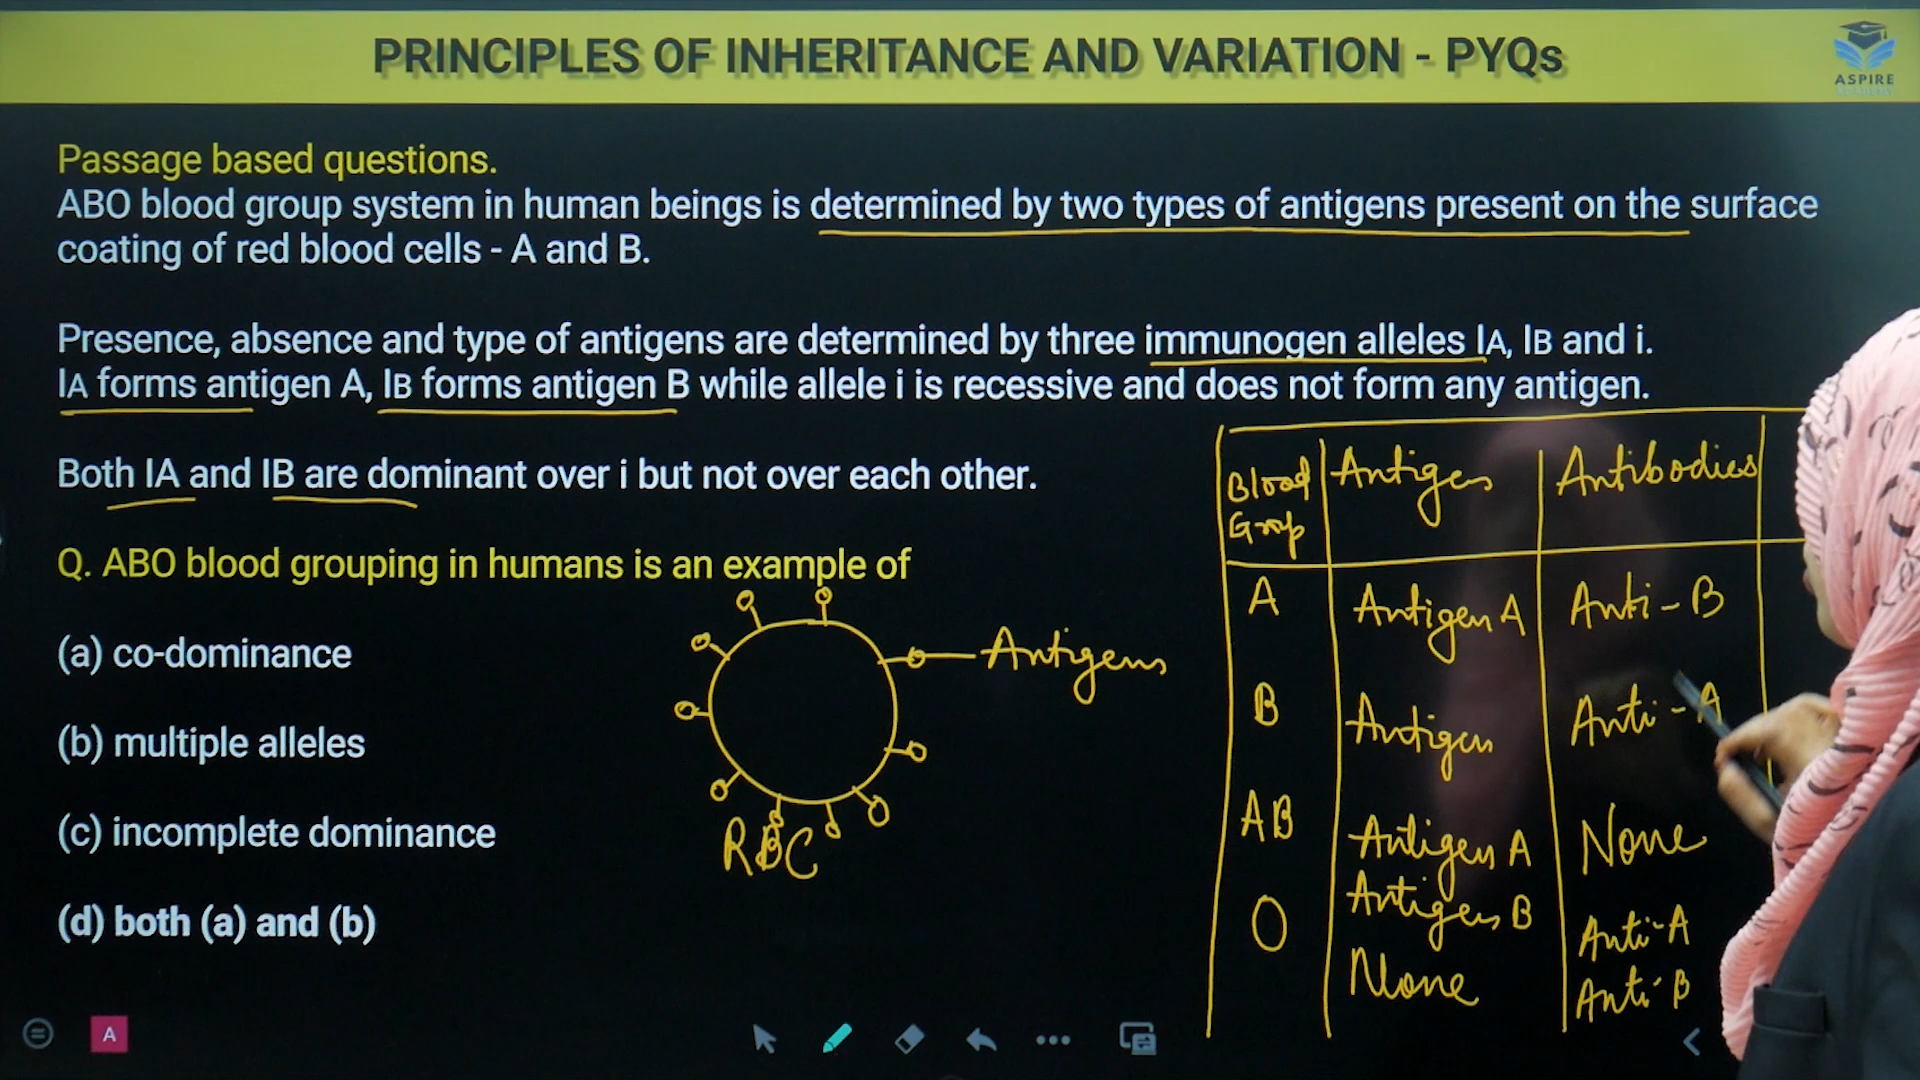 PRINCIPLES OF INHERITANCE AND VARIATION - PYQs
ASPIRE
Passage based questions.
ABO blood group system in human beings is determined by two types of antigens present on the surface
coating of red blood cells - A and B.
Presence, absence and type of antigens are determined by three immunogen alleles IA, IB and i.
IA forms antigen A, IB forms antigen B while allele i is recessive and does not form any antigen.
Both IA and IB are dominant over i but not over each other.
Q. ABO blood grouping in humans is an example of
(a) co-dominance
(b) multiple alleles
(c) incomplete dominance
(d) both (a) and (b)
Antigens
RBC
Blood Group Antigen Antibodies
A Antigen A Anti-B
B Antigen Anti-A
AB Antigen A None
Antigen B
O None Anti-A
Anti-B
A